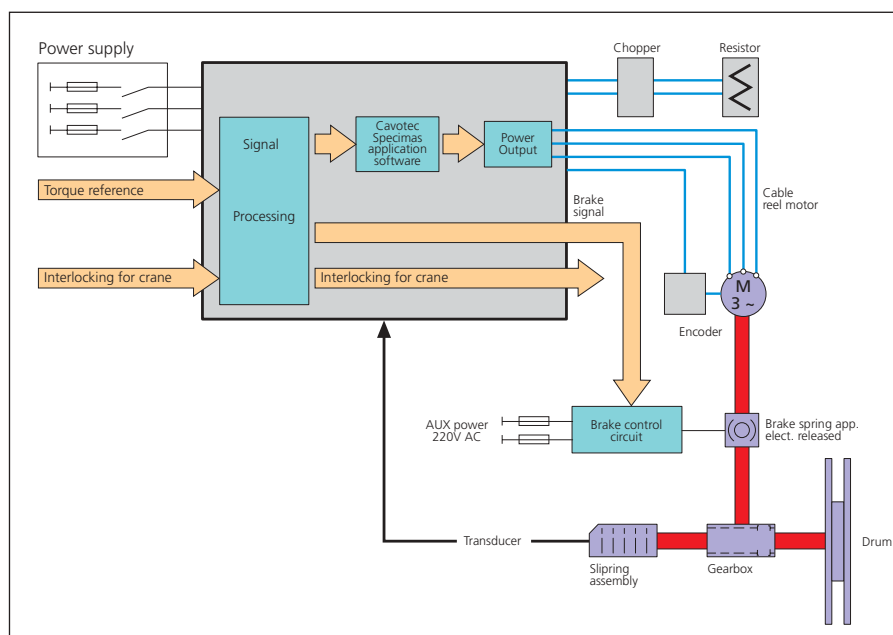 Power supply
Chopper
Resistor
Signal
Processing
Cavotec
Specimas
application
software
Power
Output
Torque reference
Interlocking for crane
Brake
signal
Interlocking for crane
Cable
reel motor
M
3 ~
Encoder
AUX power
220V AC
Brake control
circuit
Brake spring app.
elect. released
Transducer
Slipring
assembly
Gearbox
Drum